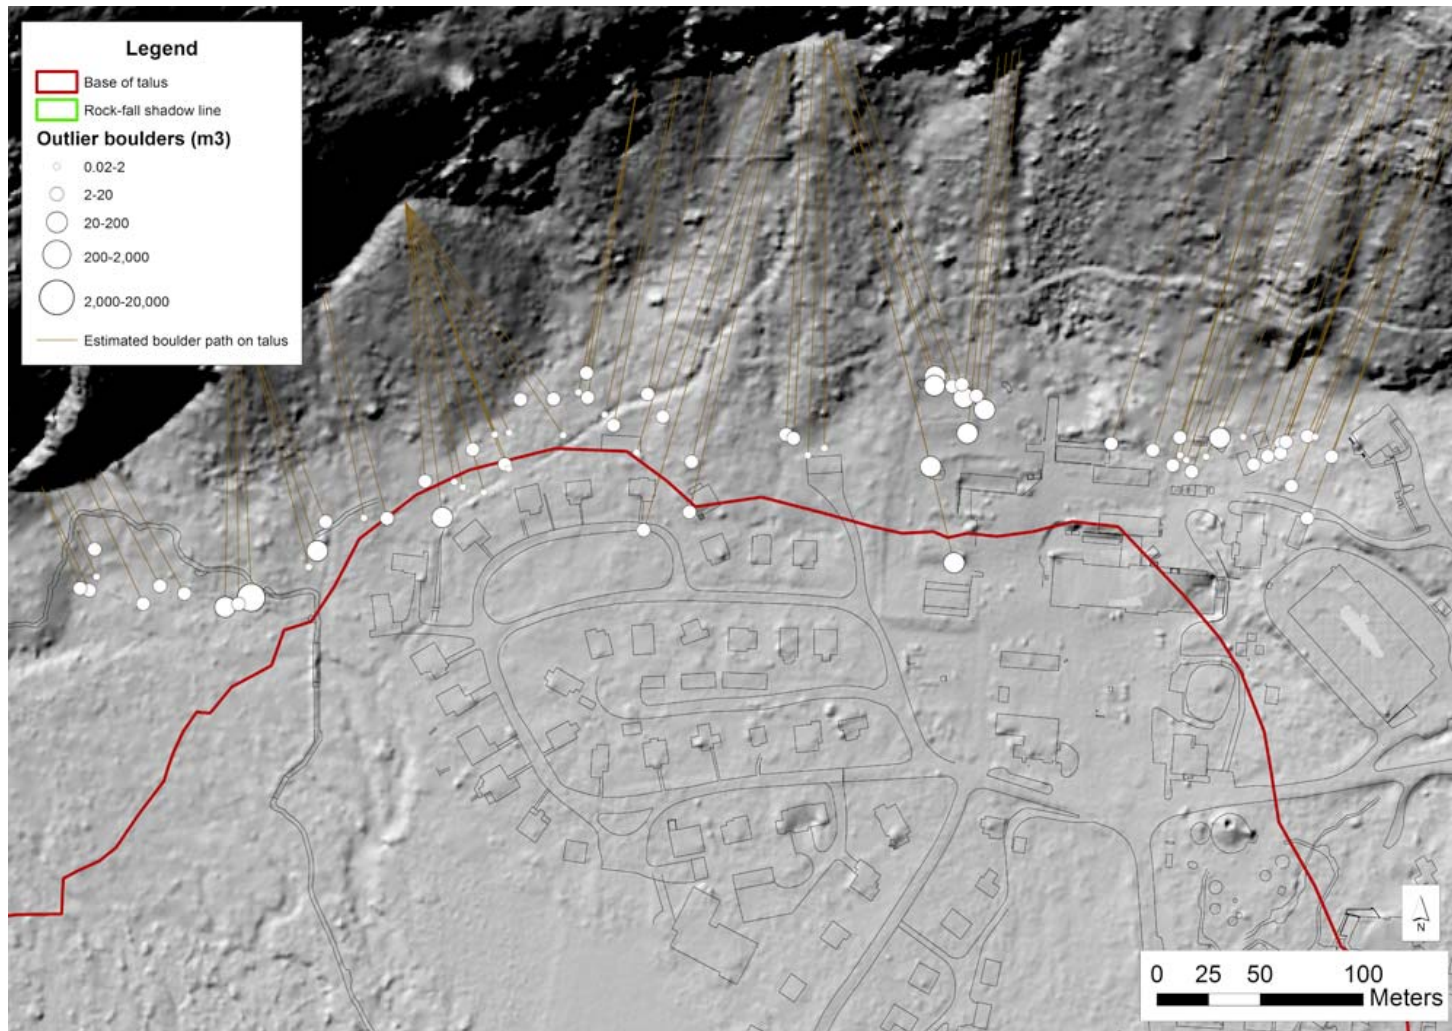 Legend
Base of talus
Rock-fall shadow line
Outlier boulders (m3)
0.02-2
2-20
20-200
200-2,000
2,000-20,000
Estimated boulder path on talus
N
0 25 50 100
Meters